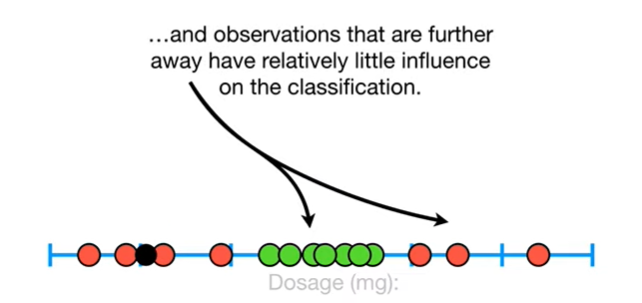 …and observations that are further
away have relatively little influence
on the classification.
Dosage (mg):